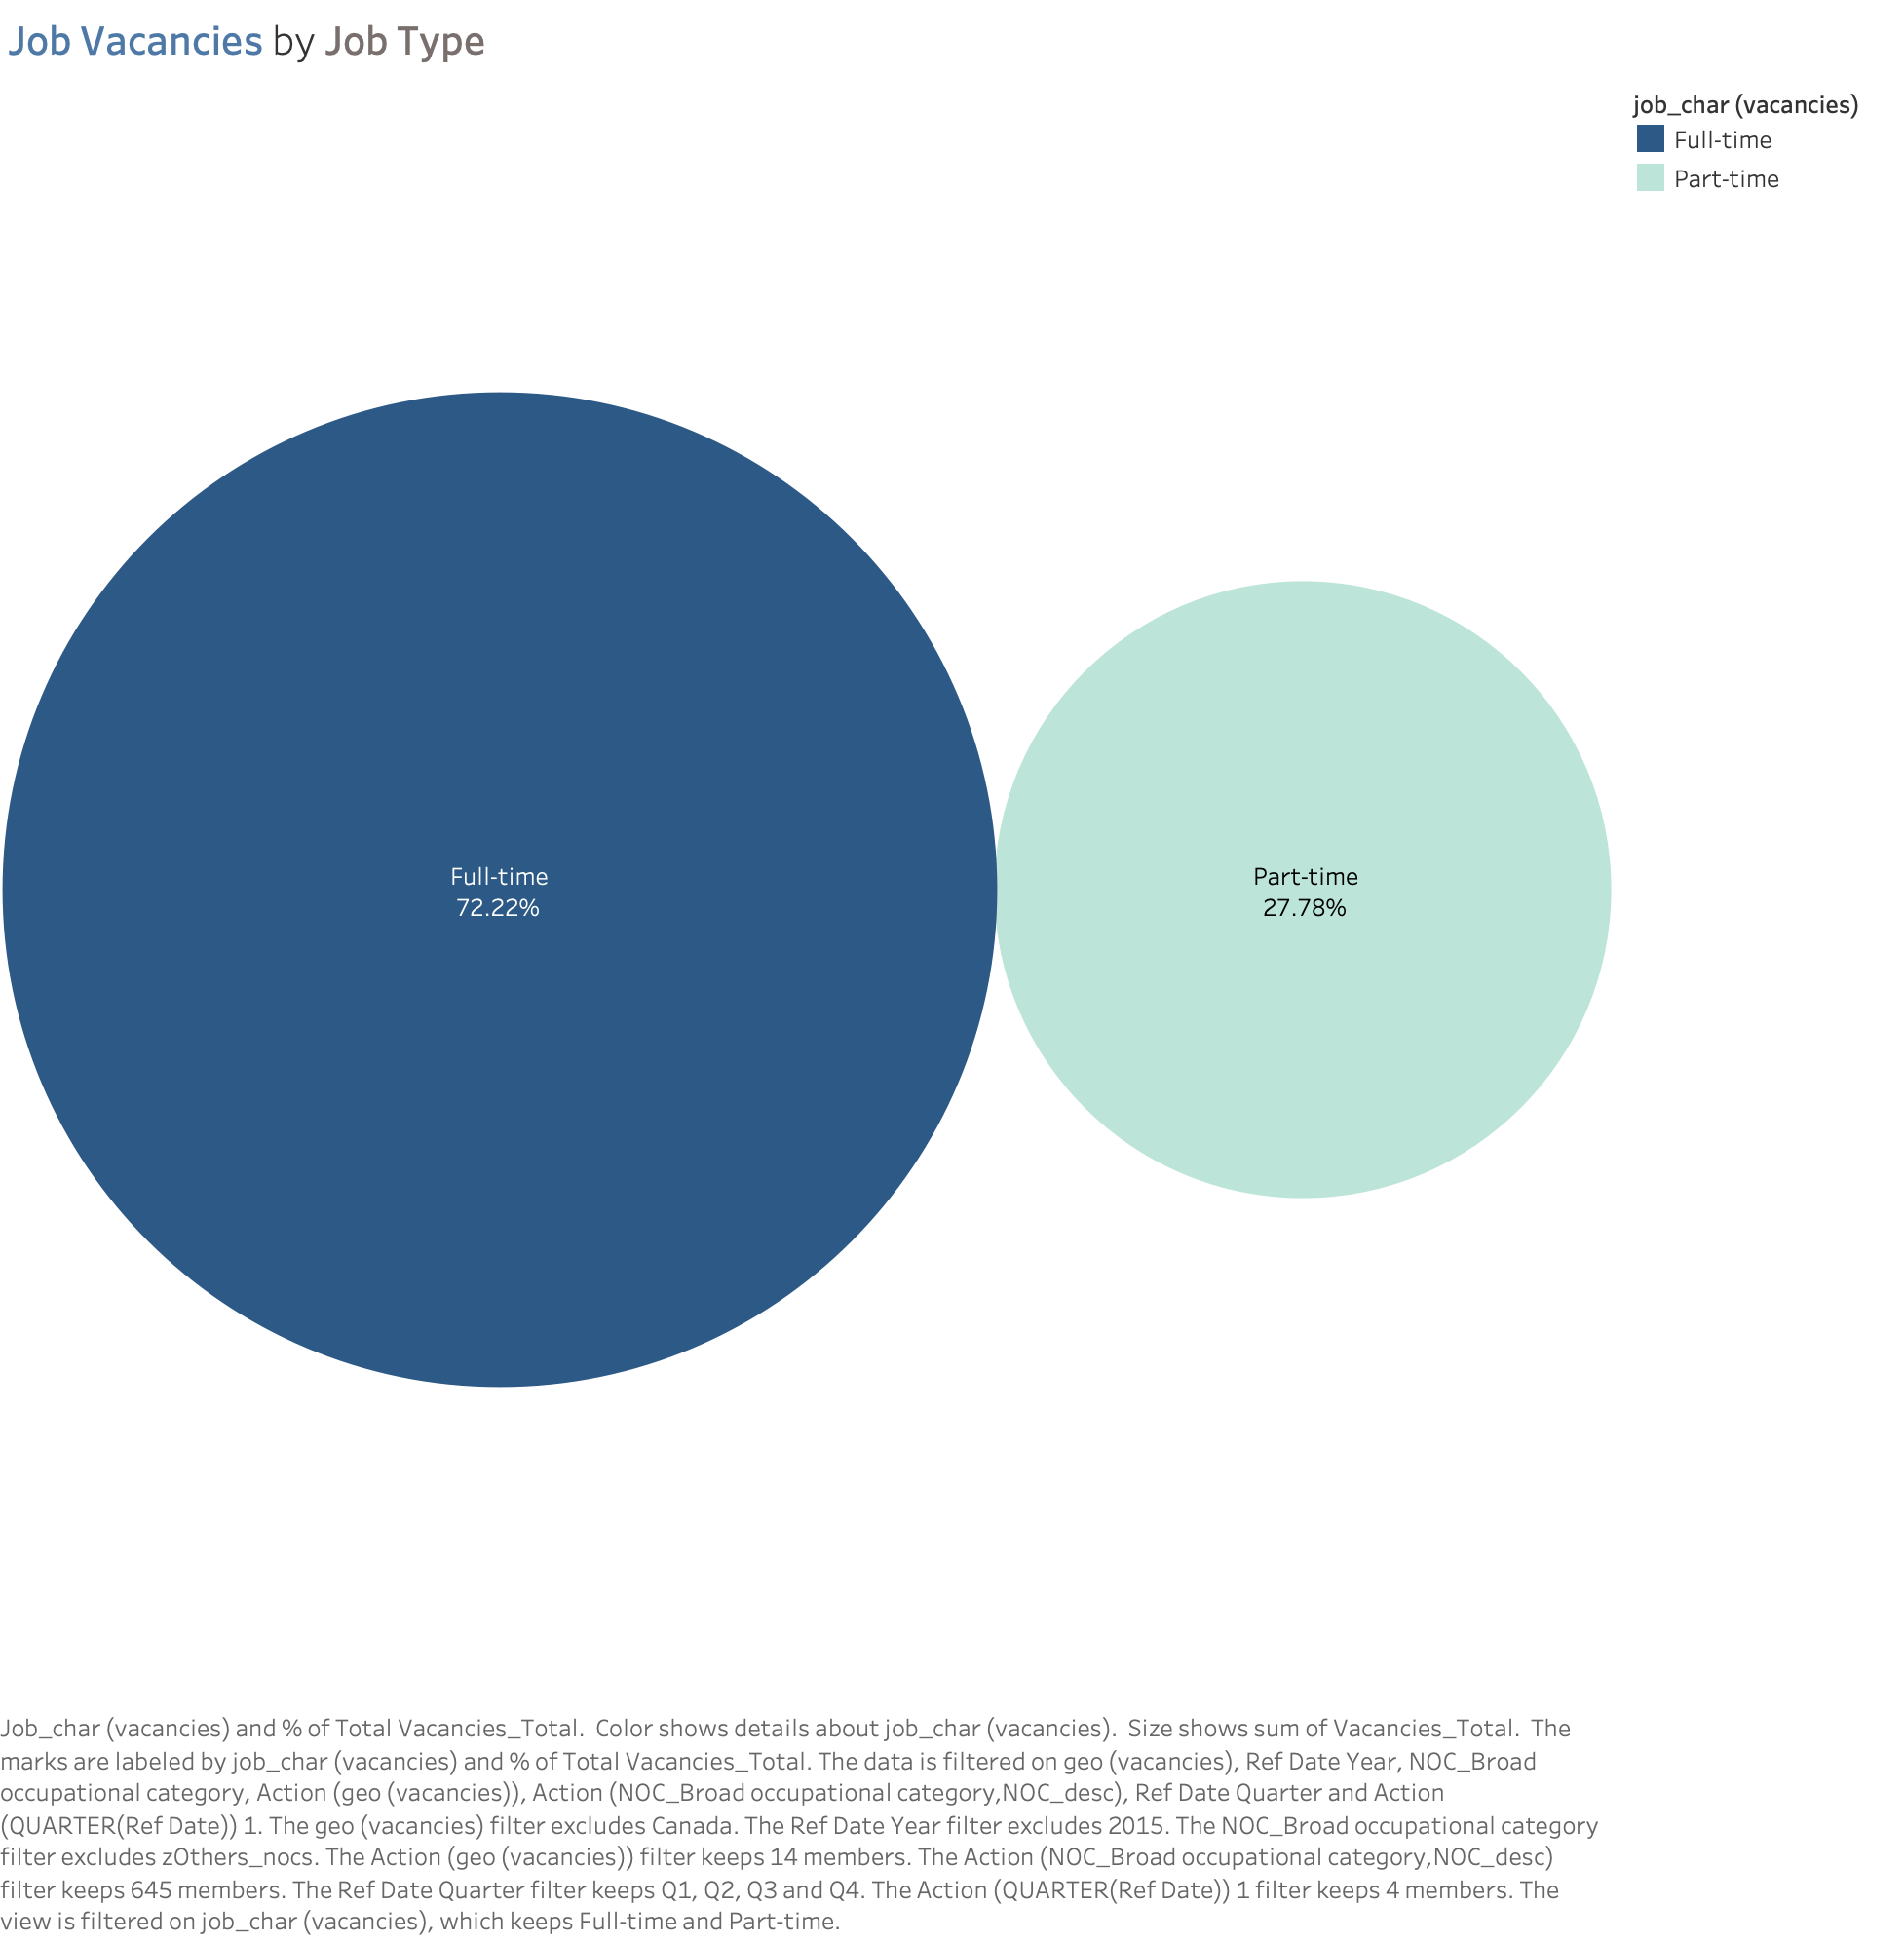 Job Vacancies by Job Type
job_char (vacancies)
Full-time
Part-time
Full-time
72.22%
Part-time
27.78%
Job_char (vacancies) and % of Total Vacancies_Total.  Color shows details about job_char (vacancies).  Size shows sum of Vacancies_Total.  The
marks are labeled by job_char (vacancies) and % of Total Vacancies_Total. The data is filtered on geo (vacancies), Ref Date Year, NOC_Broad
occupational category, Action (geo (vacancies)), Action (NOC_Broad occupational category,NOC_desc), Ref Date Quarter and Action
(QUARTER(Ref Date)) 1. The geo (vacancies) filter excludes Canada. The Ref Date Year filter excludes 2015. The NOC_Broad occupational category
filter excludes zOthers_nocs. The Action (geo (vacancies)) filter keeps 14 members. The Action (NOC_Broad occupational category,NOC_desc)
filter keeps 645 members. The Ref Date Quarter filter keeps Q1, Q2, Q3 and Q4. The Action (QUARTER(Ref Date)) 1 filter keeps 4 members. The
view is filtered on job_char (vacancies), which keeps Full-time and Part-time.